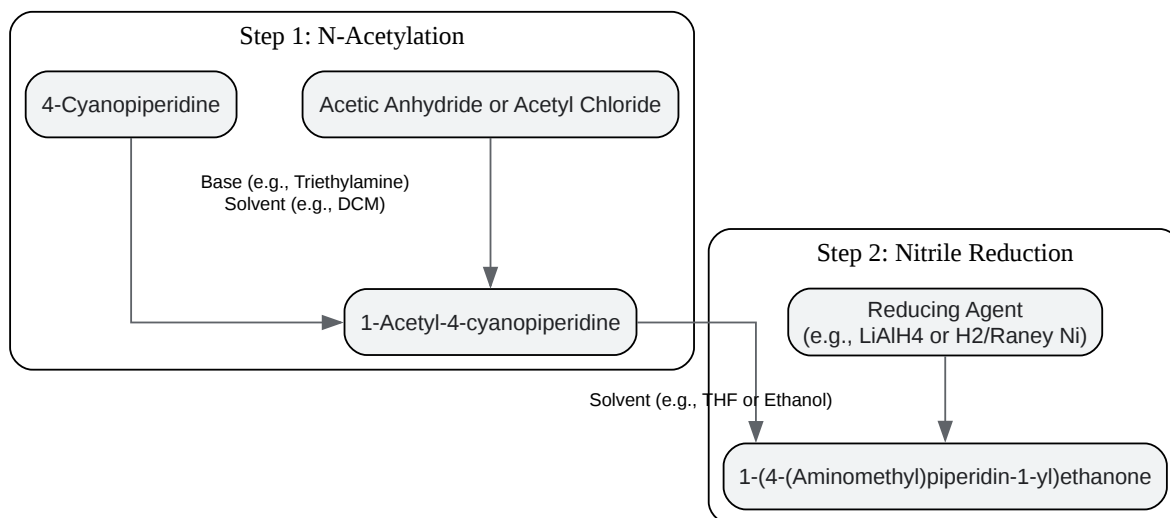 Step 1: N-Acetylation
4-Cyanopiperidine
Acetic Anhydride or Acetyl Chloride
Base (e.g., Triethylamine)
Solvent (e.g., DCM)
1-Acetyl-4-cyanopiperidine
Step 2: Nitrile Reduction
Reducing Agent
(e.g., LiAlH4 or H2/Raney Ni)
Solvent (e.g., THF or Ethanol)
1-(4-(Aminomethyl)piperidin-1-yl)ethanone